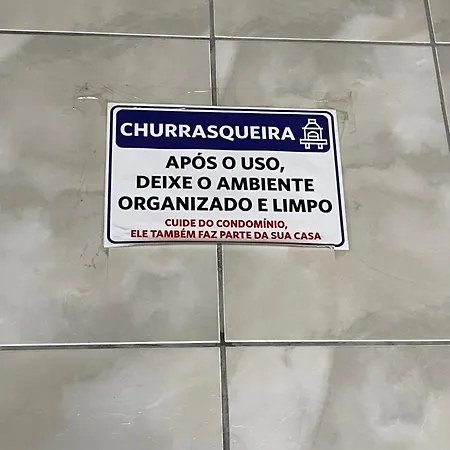 CHURRASQUEIRA
APÓS O USO,
DEIXE O AMBIENTE
ORGANIZADO E LIMPO
CUIDE DO CONDOMÍNIO,
ELE TAMBÉM FAZ PARTE DA SUA CASA